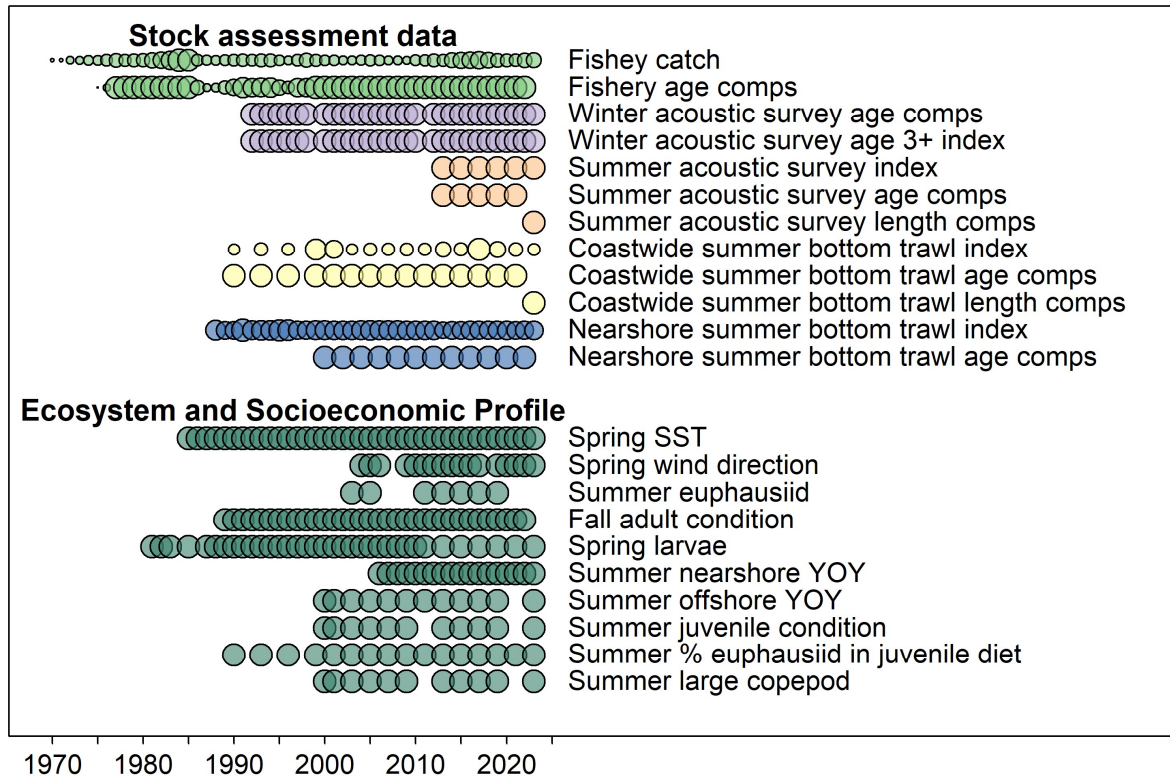 Stock assessment data
Fishey catch
Fishery age comps
Winter acoustic survey age comps
Winter acoustic survey age 3+ index
Summer acoustic survey index
Summer acoustic survey age comps
Summer acoustic survey length comps
Coastwide summer bottom trawl index
Coastwide summer bottom trawl age comps
Coastwide summer bottom trawl length comps
Nearshore summer bottom trawl index
Nearshore summer bottom trawl age comps
Ecosystem and Socioeconomic Profile
Spring SST
Spring wind direction
Summer euphausiid
Fall adult condition
Spring larvae
Summer nearshore YOY
Summer offshore YOY
Summer juvenile condition
Summer % euphausiid in juvenile diet
Summer large copepod
1970 1980 1990 2000 2010 2020